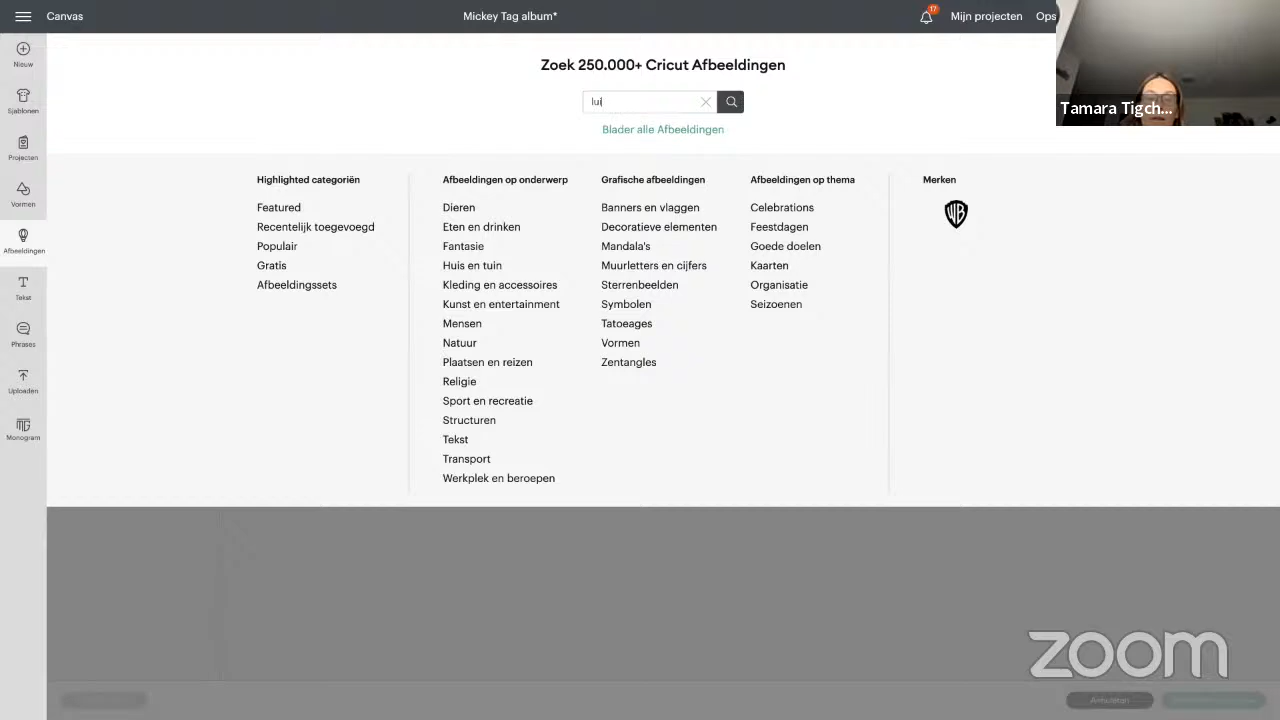 Canvas
Mickey Tag album*
17
Mijn projecten
Ops
Nieuw
Sjablonen
Projecten
Vormen
Afbeeldingen
Tekst
Phrases
Uploaden
Monogram
Zoek 250.000+ Cricut Afbeeldingen
lui
Blader alle Afbeeldingen
Highlighted categoriën
Featured
Recentelijk toegevoegd
Populair
Gratis
Afbeeldingssets
Afbeeldingen op onderwerp
Dieren
Eten en drinken
Fantasie
Huis en tuin
Kleding en accessoires
Kunst en entertainment
Mensen
Natuur
Plaatsen en reizen
Religie
Sport en recreatie
Structuren
Tekst
Transport
Werkplek en beroepen
Grafische afbeeldingen
Banners en vlaggen
Decoratieve elementen
Mandala's
Muurletters en cijfers
Sterrenbeelden
Symbolen
Tatoeages
Vormen
Zentangles
Afbeeldingen op thema
Celebrations
Feestdagen
Goede doelen
Kaarten
Organisatie
Seizoenen
Merken
WB
Tamara Tigch...
zoom
Annuleren